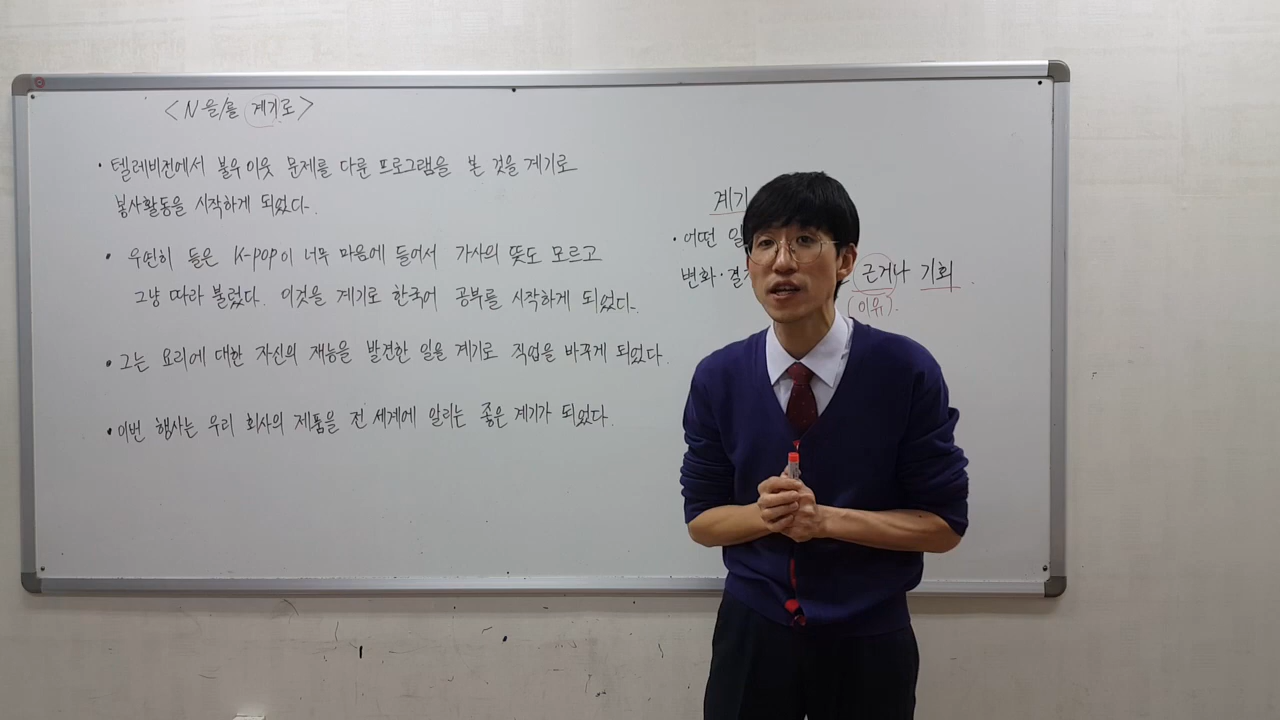 <N 을/를 계기로>
• 텔레비전에서 불우이웃 문제를 다룬 프로그램을 본 것을 계기로
봉사활동을 시작하게 되었다.
• 우연히 들은 K-pop이 너무 마음에 들어서 가사의 뜻도 모르고
그냥 따라 불렀다. 이것을 계기로 한국어 공부를 시작하게 되었다.
• 그는 요리에 대한 자신의 재능을 발견한 일을 계기로 직업을 바꾸게 되었다.
• 이번 행사는 우리 회사의 제품을 전 세계에 알리는 좋은 계기가 되었다.
계기
• 어떤 일
변화·결 근거나 기회.
(이유).